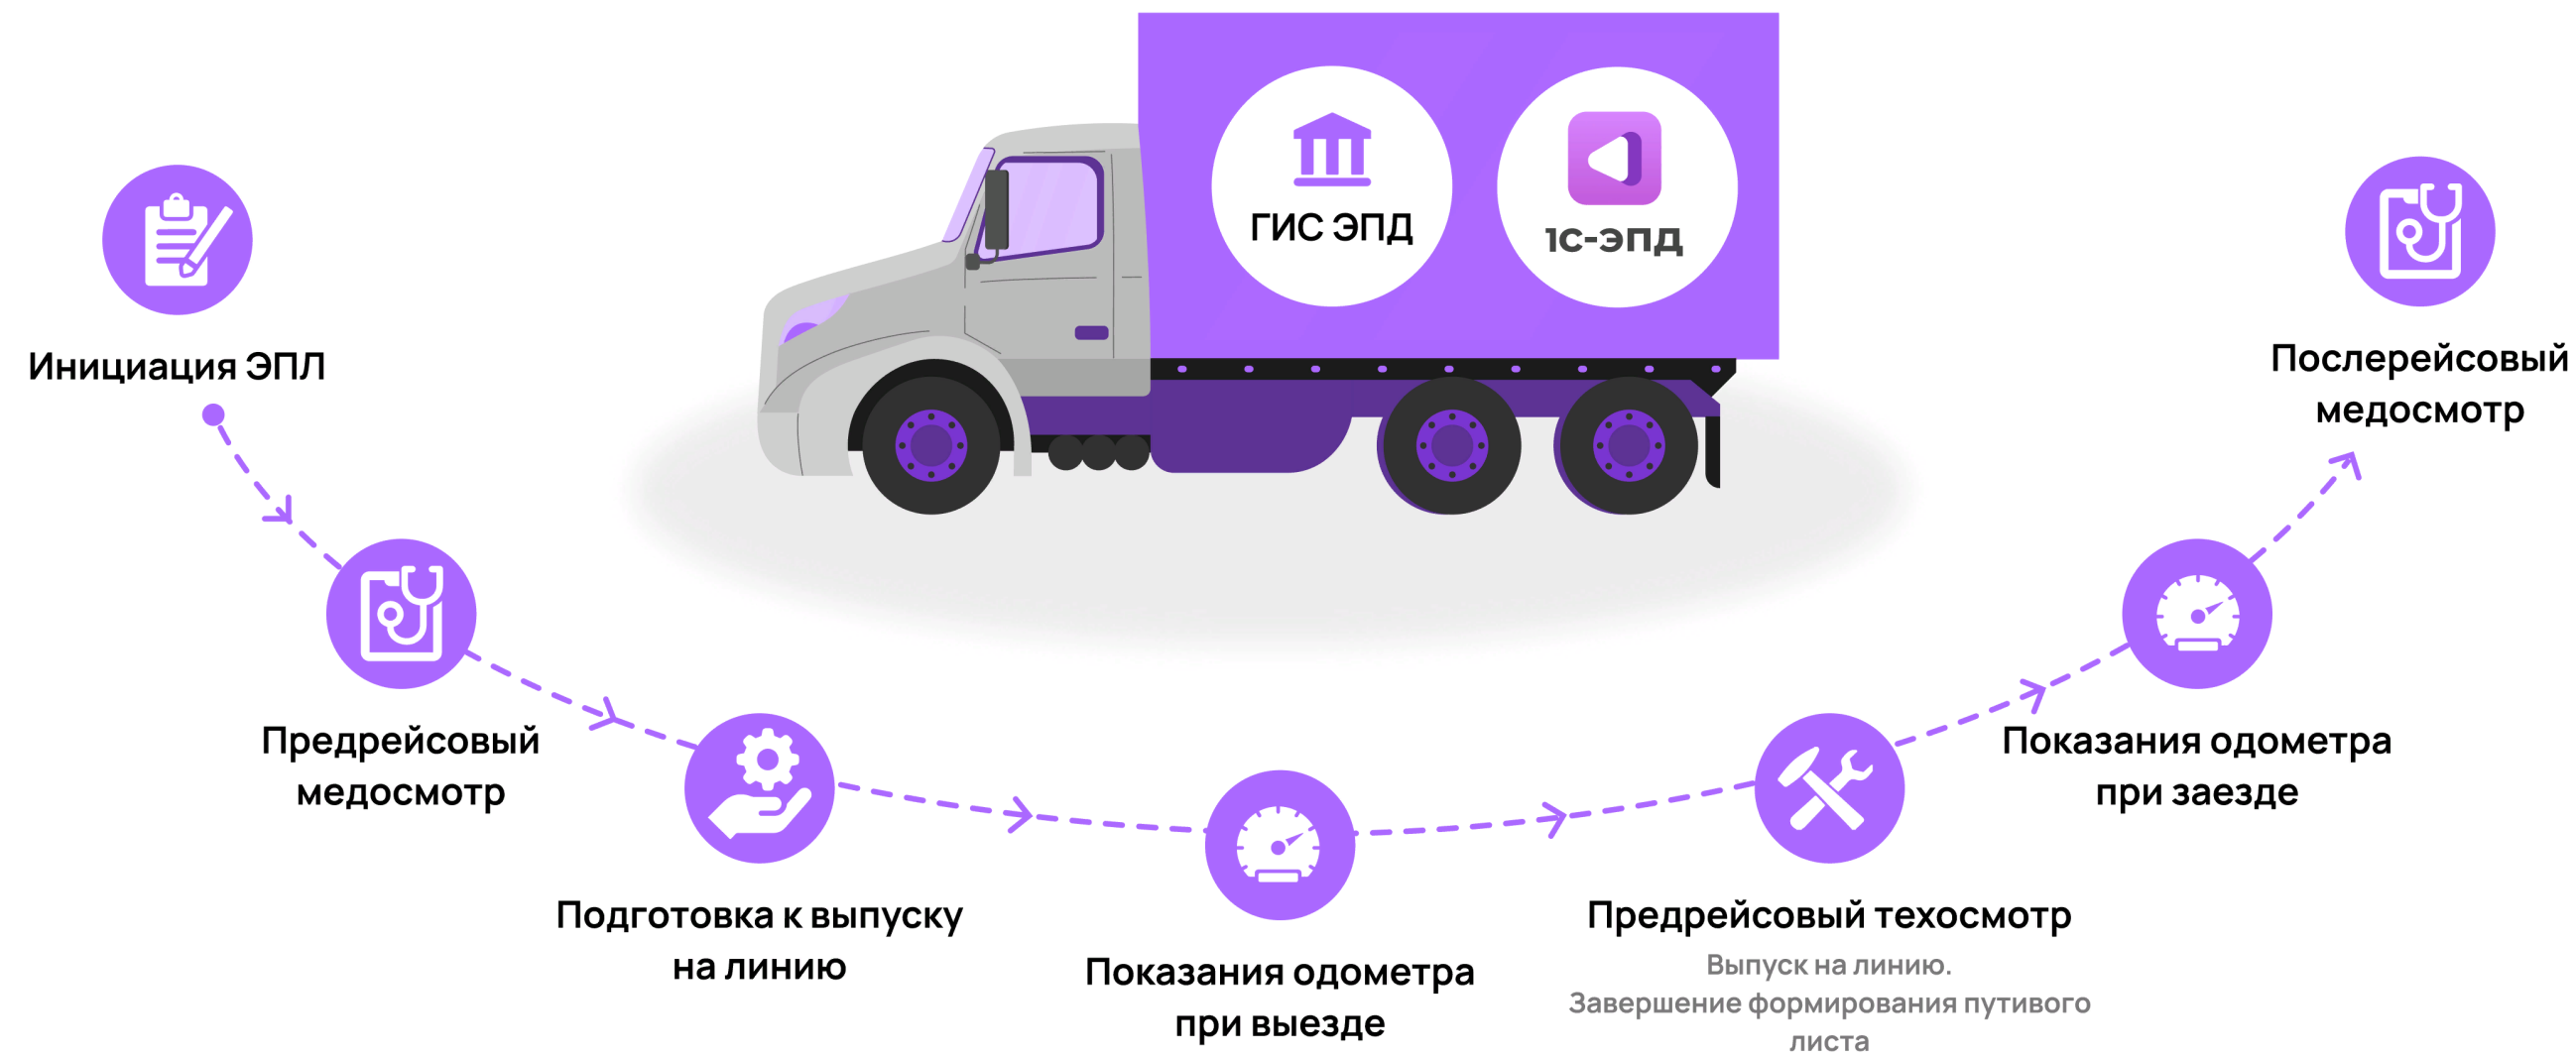 ГИС ЭПД
1С-ЭПД
Инициация ЭПЛ
Предрейсовый
медосмотр
Подготовка к выпуску
на линию
Показания одометра
при выезде
Предрейсовый техосмотр
Выпуск на линию.
Завершение формирования путивого
листа
Показания одометра
при заезде
Послерейсовый
медосмотр